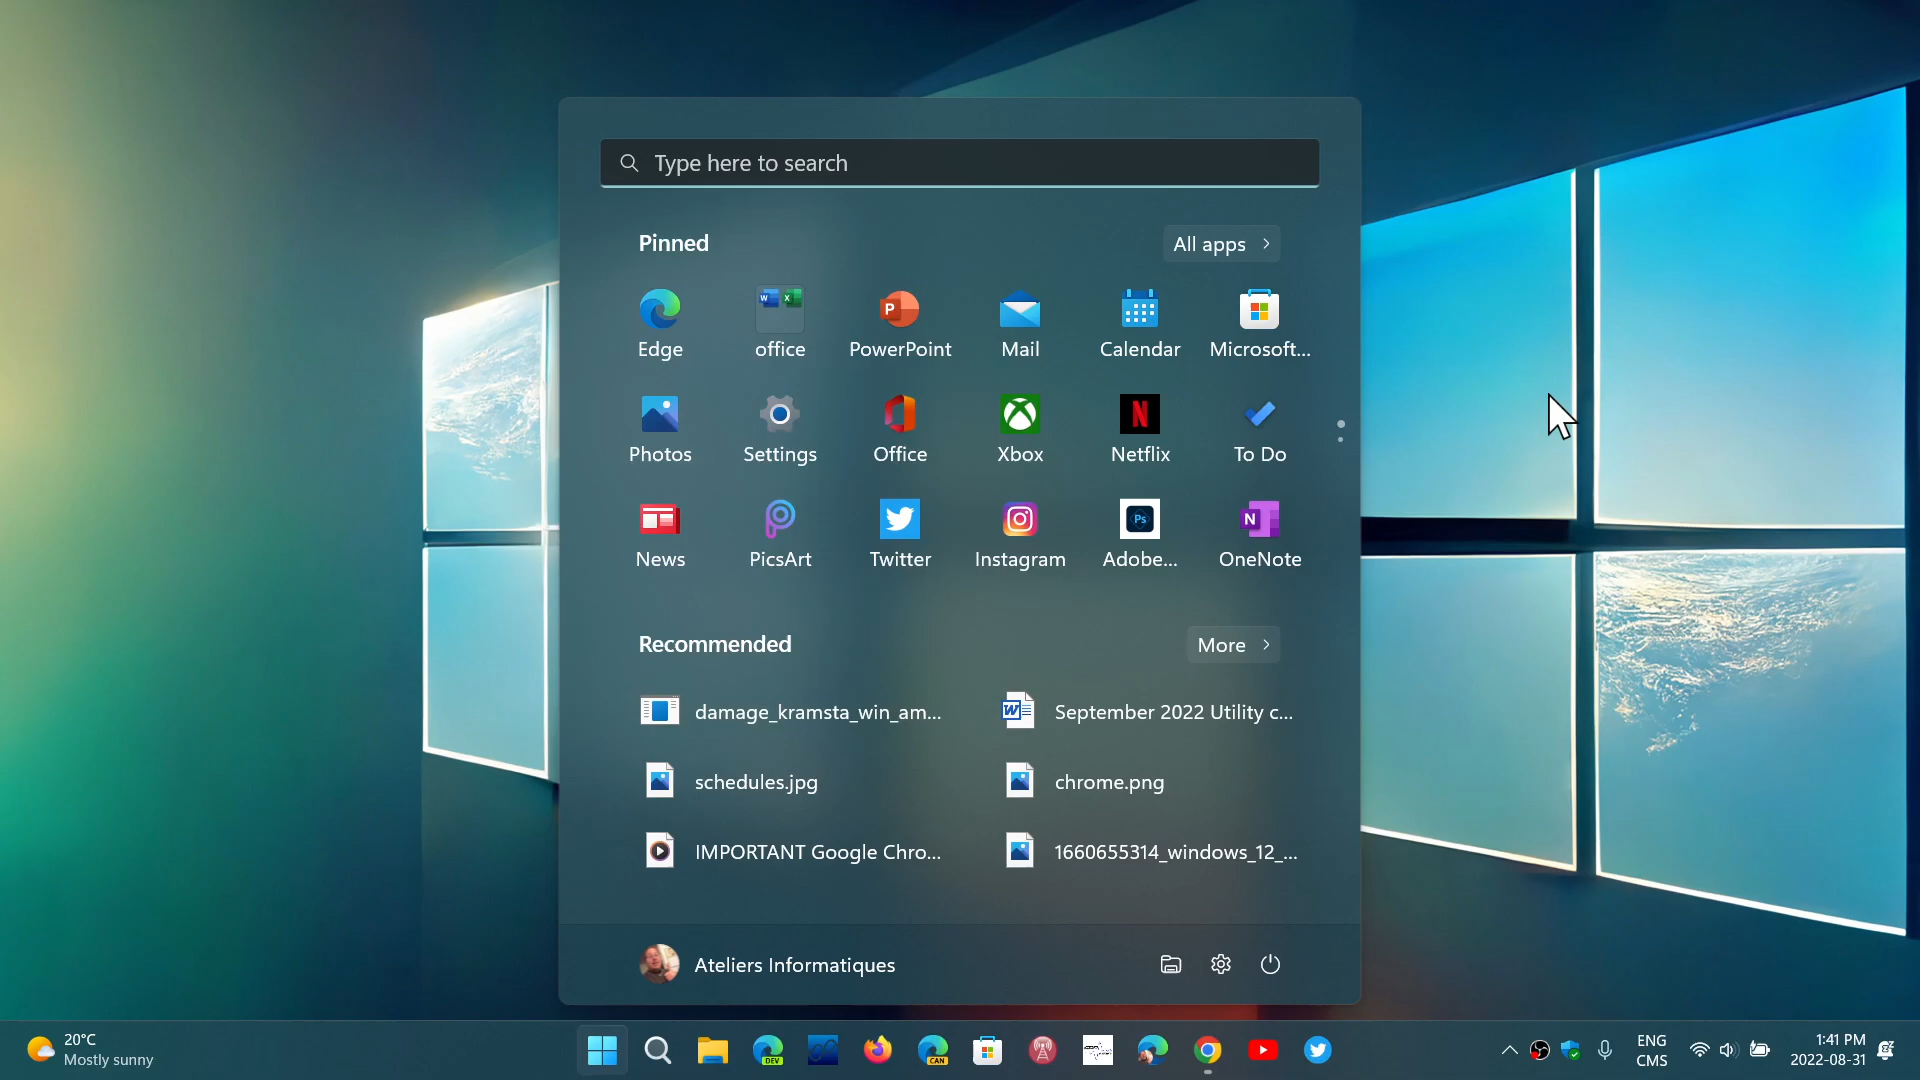 Type here to search
Pinned
All apps
Edge
office
PowerPoint
Mail
Calendar
Microsoft...
Photos
Settings
Office
Xbox
Netflix
To Do
News
PicsArt
Twitter
Instagram
Adobe...
OneNote
Recommended
More
damage_kramsta_win_am...
September 2022 Utility c...
schedules.jpg
chrome.png
IMPORTANT Google Chro...
1660655314_windows_12_...
Ateliers Informatiques
20°C
Mostly sunny
DEV
CAN
ENG
CMS
1:41 PM
2022-08-31